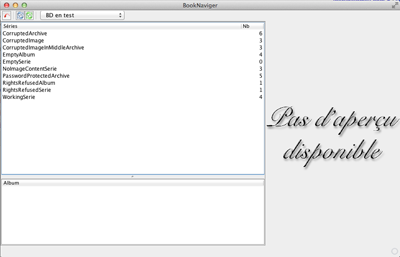 BookNaviger
BD en test
Séries Nb
CorruptedArchive 6
CorruptedImage 3
CorruptedImageInMiddleArchive 3
EmptyAlbum 4
EmptySerie 0
NoImageContentSerie 3
PasswordProtectedArchive 5
RightsRefusedAlbum 1
RightsRefusedSerie 1
WorkingSerie 4
Pas d'aperçu
disponible
Album